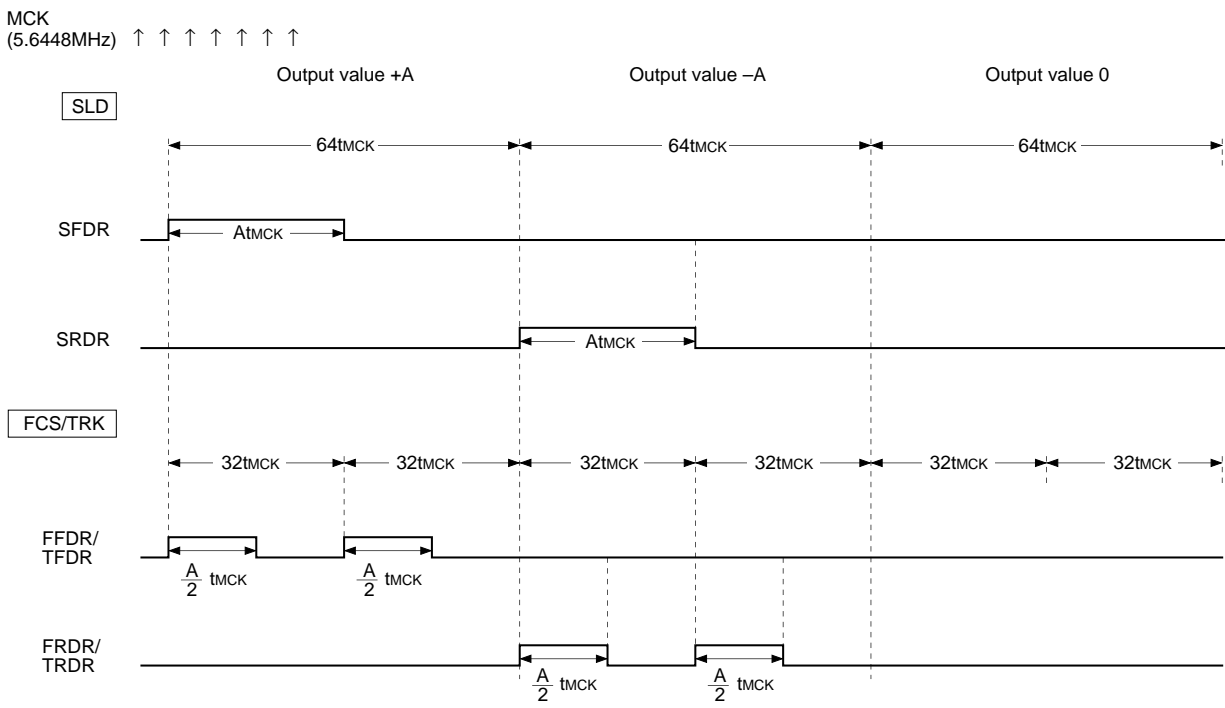 MCK
(5.6448MHz) ↑ ↑ ↑ ↑ ↑ ↑ ↑
Output value +A Output value –A Output value 0
SLD
64tMCK 64tMCK 64tMCK
SFDR AtMCK
SRDR AtMCK
FCS/TRK
32tMCK 32tMCK 32tMCK 32tMCK 32tMCK 32tMCK
FFDR/
TFDR
A/2 tMCK A/2 tMCK
FRDR/
TRDR
A/2 tMCK A/2 tMCK